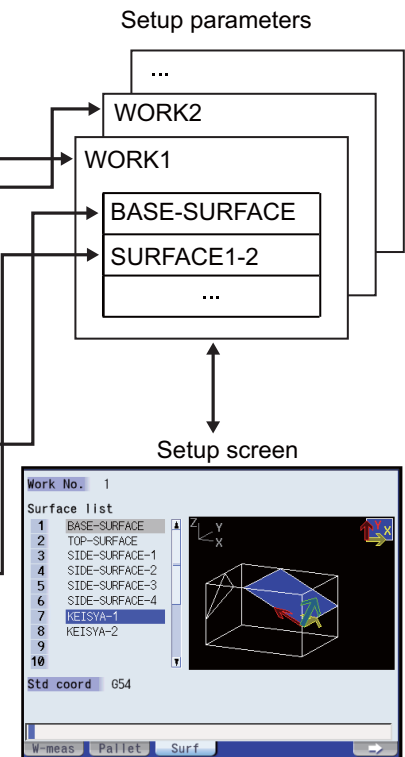 Setup parameters
...
WORK2
WORK1
BASE-SURFACE
SURFACE1-2
...
Setup screen
Work No. 1
Surface list
1 BASE-SURFACE
2 TOP-SURFACE
3 SIDE-SURFACE-1
4 SIDE-SURFACE-2
5 SIDE-SURFACE-3
6 SIDE-SURFACE-4
7 KEISYA-1
8 KEISYA-2
9
10
Z Y
X
Y X
Std coord G54
W-meas Pallet Surf